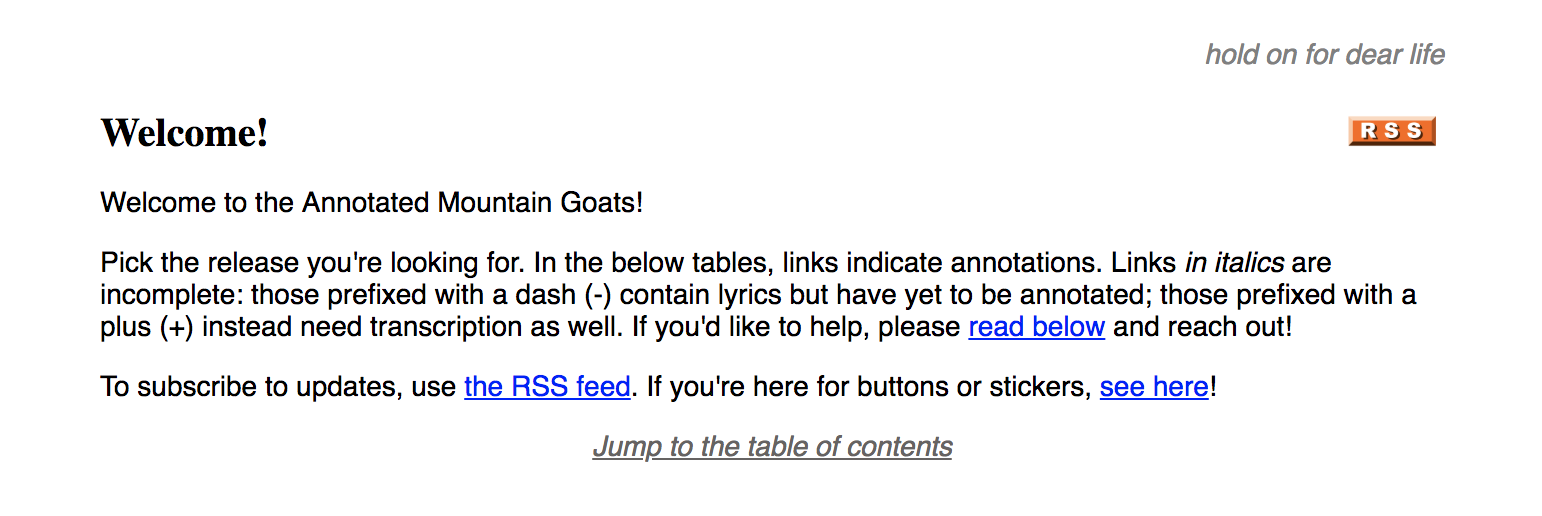 hold on for dear life
Welcome!
RSS
Welcome to the Annotated Mountain Goats!
Pick the release you're looking for. In the below tables, links indicate annotations. Links in italics are
incomplete: those prefixed with a dash (-) contain lyrics but have yet to be annotated; those prefixed with a
plus (+) instead need transcription as well. If you'd like to help, please read below and reach out!
To subscribe to updates, use the RSS feed. If you're here for buttons or stickers, see here!
Jump to the table of contents